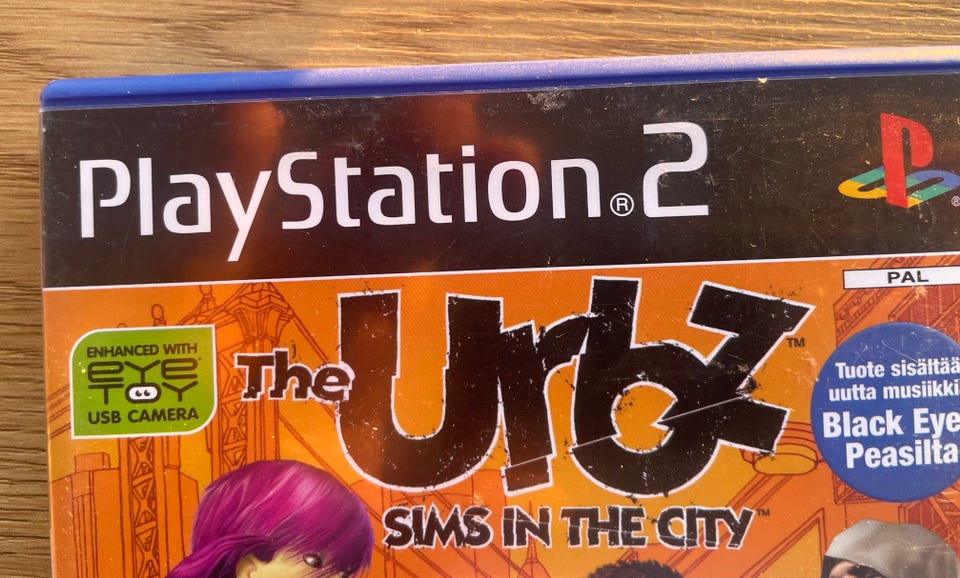 PlayStation®2
PAL
The Urbz™
ENHANCED WITH
EYE
TOY
USB CAMERA
SIMS IN THE CITY™
Tuote sisältää
uutta musiikki
Black Eye
Peasilta